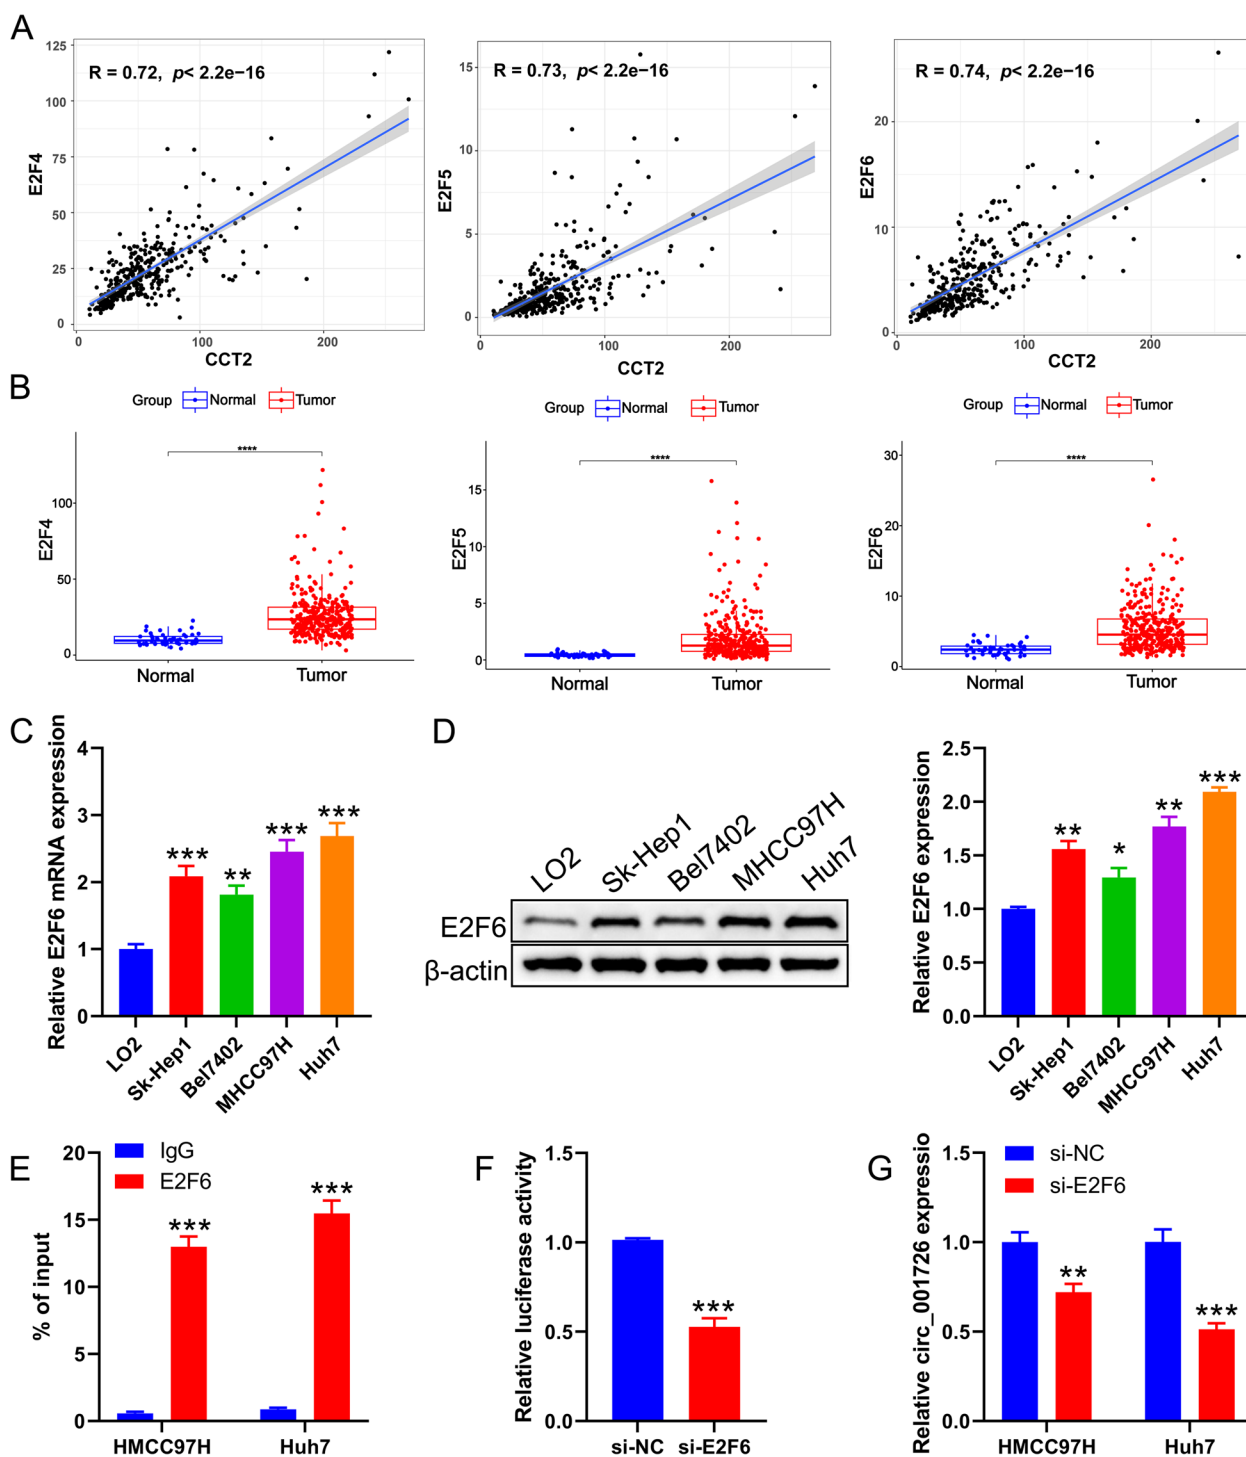 A
R = 0.72, p< 2.2e−16
E2F4
125
100
75
50
25
0
0
100
200
CCT2
R = 0.73, p< 2.2e−16
E2F5
15
10
5
0
0
100
200
CCT2
R = 0.74, p< 2.2e−16
E2F6
20
10
0
0
100
200
CCT2
B
Group Normal Tumor
****
E2F4
100
50
0
Normal Tumor
Group Normal Tumor
****
E2F5
15
10
5
0
Normal Tumor
Group Normal Tumor
****
E2F6
30
20
10
0
Normal Tumor
C
Relative E2F6 mRNA expression
4
3
2
1
0
***
**
***
***
LO2
Sk-Hep1
Bel7402
MHCC97H
Huh7
D
LO2
Sk-Hep1
Bel7402
MHCC97H
Huh7
E2F6
β-actin
Relative E2F6 expression
2.5
2.0
1.5
1.0
0.5
0.0
**
*
**
***
LO2
Sk-Hep1
Bel7402
MHCC97H
Huh7
E
IgG
E2F6
% of input
20
15
10
5
0
***
***
HMCC97H Huh7
F
Relative luciferase activity
1.5
1.0
0.5
0.0
***
si-NC si-E2F6
G
si-NC
si-E2F6
Relative circ_001726 expressio
1.5
1.0
0.5
0.0
**
***
HMCC97H Huh7